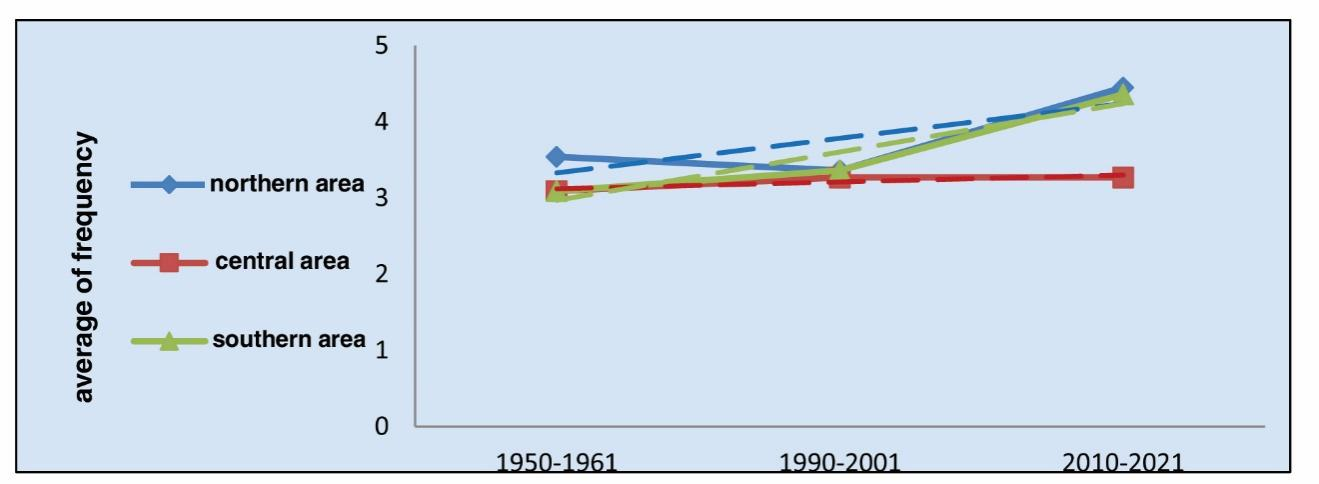 average of frequency
northern area
central area
southern area
5
4
3
2
1
0
1950-1961
1990-2001
2010-2021